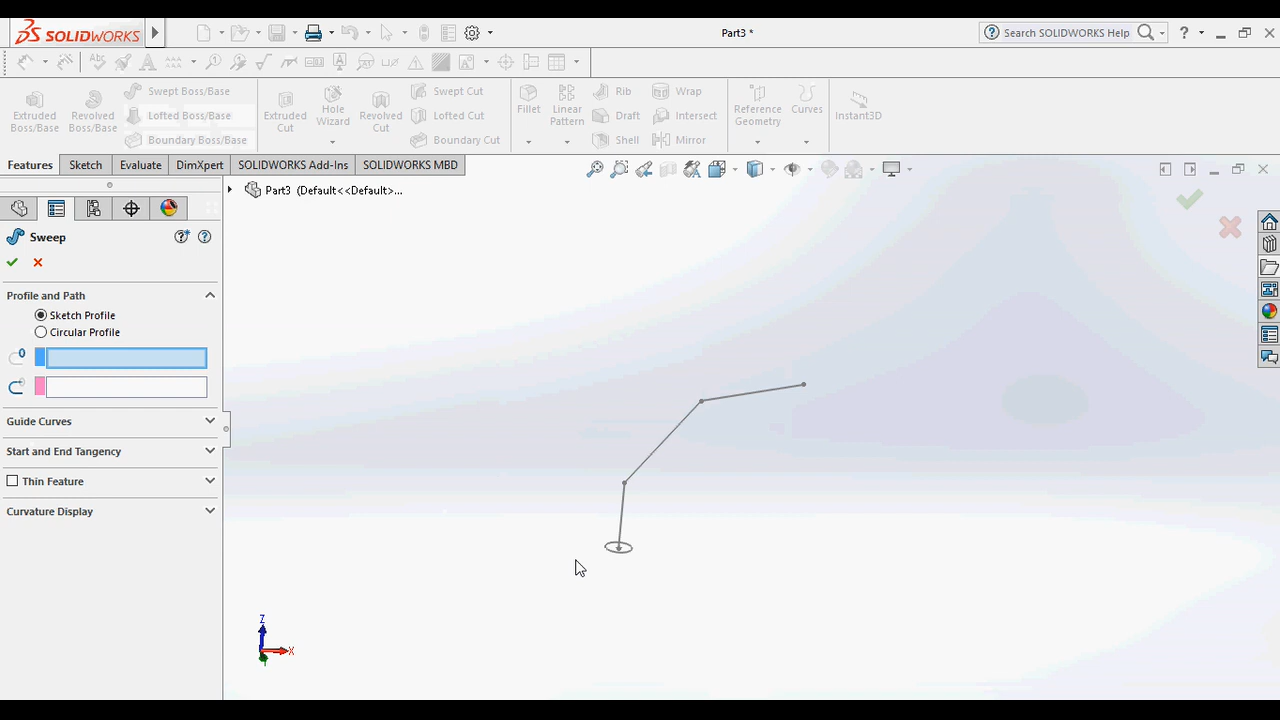 SOLIDWORKS
Part3 *
Search SOLIDWORKS Help
?
Extruded Boss/Base
Revolved Boss/Base
Swept Boss/Base
Lofted Boss/Base
Boundary Boss/Base
Extruded Cut
Hole Wizard
Revolved Cut
Swept Cut
Lofted Cut
Boundary Cut
Fillet
Linear Pattern
Rib
Draft
Shell
Wrap
Intersect
Mirror
Reference Geometry
Curves
Instant3D
Features
Sketch
Evaluate
DimXpert
SOLIDWORKS Add-Ins
SOLIDWORKS MBD
Part3 (Default<<Default>...
Sweep
Profile and Path
Sketch Profile
Circular Profile
Guide Curves
Start and End Tangency
Thin Feature
Curvature Display
Z
X